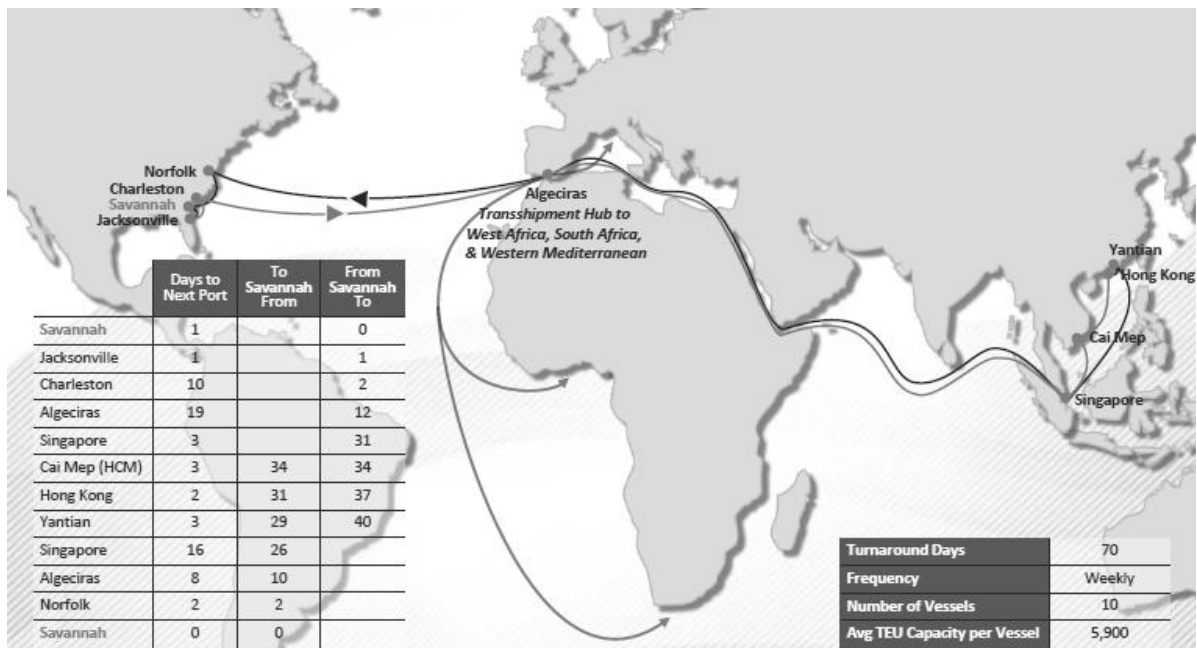 Norfolk
Charleston
Savannah
Jacksonville
Algeciras
Transshipment Hub to
West Africa, South Africa,
& Western Mediterranean
Yantian
Hong Kong
Cai Mep
Singapore
Days to Next Port To Savannah From From Savannah To
Savannah 1 0
Jacksonville 1 1
Charleston 10 2
Algeciras 19 12
Singapore 3 31
Cai Mep (HCM) 3 34 34
Hong Kong 2 31 37
Yantian 3 29 40
Singapore 16 26
Algeciras 8 10
Norfolk 2 2
Savannah 0 0
Turnaround Days 70
Frequency Weekly
Number of Vessels 10
Avg TEU Capacity per Vessel 5,900